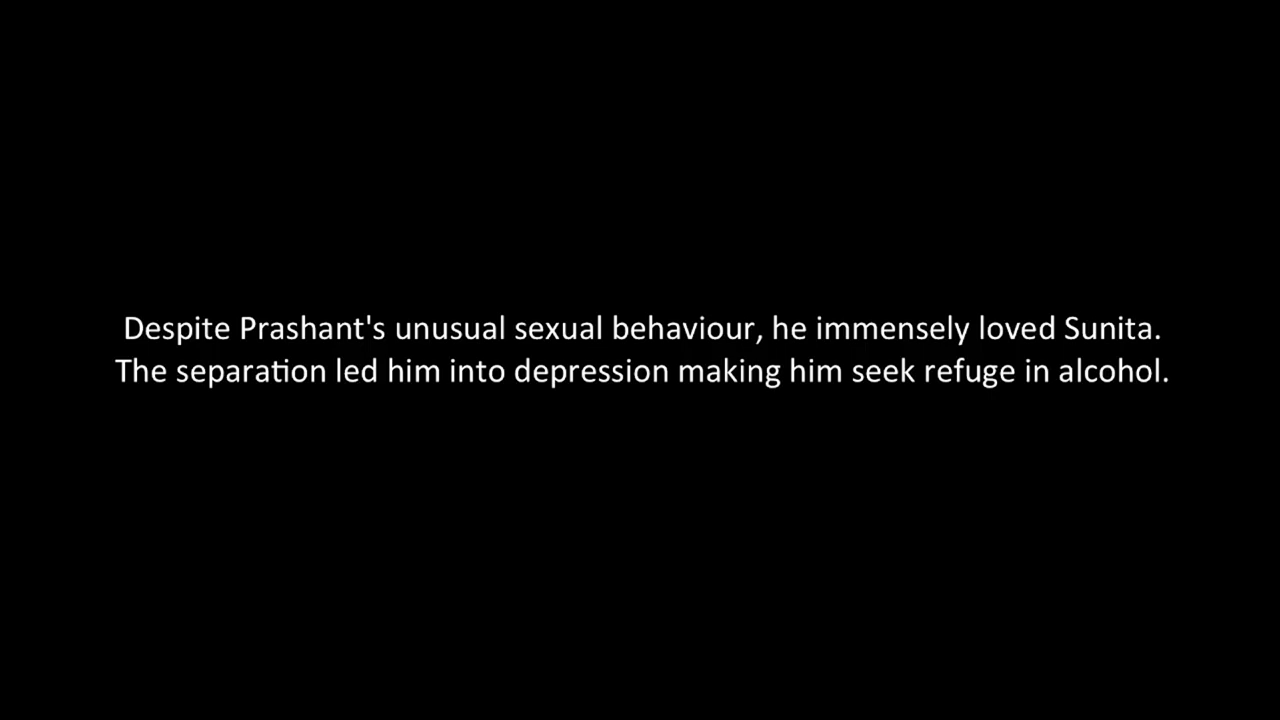 Despite Prashant's unusual sexual behaviour, he immensely loved Sunita.
The separation led him into depression making him seek refuge in alcohol.